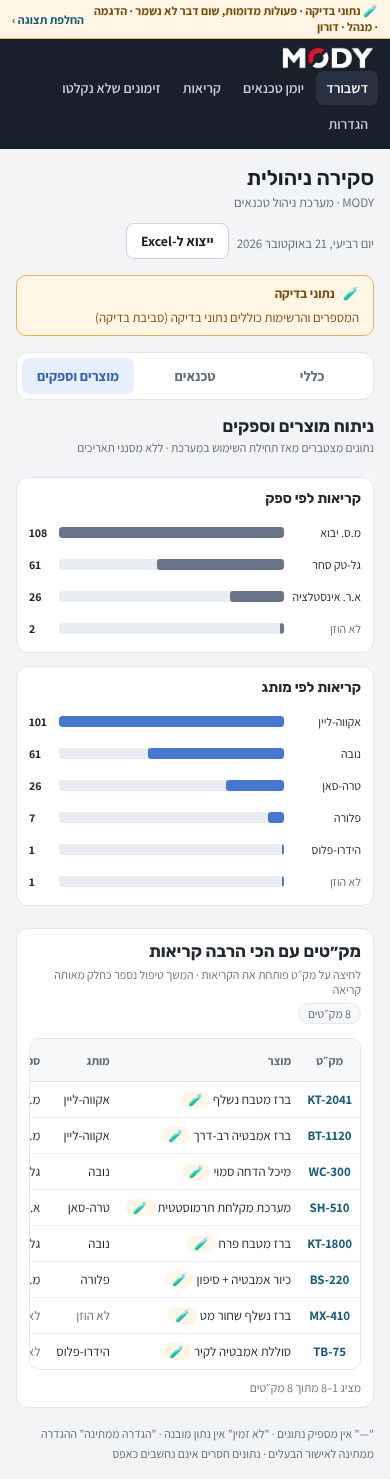 🧪 נתוני בדיקה · פעולות מדומות, שום דבר לא נשמר · הדגמה
· מנהל · דורון
החלפת תצוגה ›
MODY
דשבורד
יומן טכנאים
קריאות
זימונים שלא נקלטו
הגדרות
סקירה ניהולית
MODY · מערכת ניהול טכנאים
יום רביעי, 21 באוקטובר 2026
ייצוא ל-Excel
🧪 נתוני בדיקה
המספרים והרשימות כוללים נתוני בדיקה (סביבת בדיקה)
כללי
טכנאים
מוצרים וספקים
ניתוח מוצרים וספקים
נתונים מצטברים מאז תחילת השימוש במערכת · ללא מסנני תאריכים
קריאות לפי ספק
מ.ס. יבוא 108
גל-טק סחר 61
א.ר. אינסטלציה 26
לא הוזן 2
קריאות לפי מותג
אקווה-ליין 101
נובה 61
טרה-סאן 26
פלורה 7
הידרו-פלוס 1
לא הוזן 1
מק״טים עם הכי הרבה קריאות
לחיצה על מק״ט פותחת את הקריאות · המשך טיפול נספר כחלק מאותה
קריאה
8 מק״טים
מק״ט מוצר מותג
KT-2041 ברז מטבח נשלף 🧪 אקווה-ליין מ.
BT-1120 ברז אמבטיה רב-דרך 🧪 אקווה-ליין מ.
WC-300 מיכל הדחה סמוי 🧪 נובה גל
SH-510 מערכת מקלחת תרמוסטטית 🧪 טרה-סאן א.
KT-1800 ברז מטבח פרח 🧪 נובה גל
BS-220 כיור אמבטיה + סיפון 🧪 פלורה מ.
MX-410 ברז נשלף שחור מט 🧪 לא הוזן לא
TB-75 סוללת אמבטיה לקיר 🧪 הידרו-פלוס לא
מציג 1–8 מתוך 8 מק״טים
"—" אין מספיק נתונים · "לא זמין" אין נתון מובנה · "הגדרה ממתינה" ההגדרה
ממתינה לאישור הבעלים · נתונים חסרים אינם נחשבים כאפס